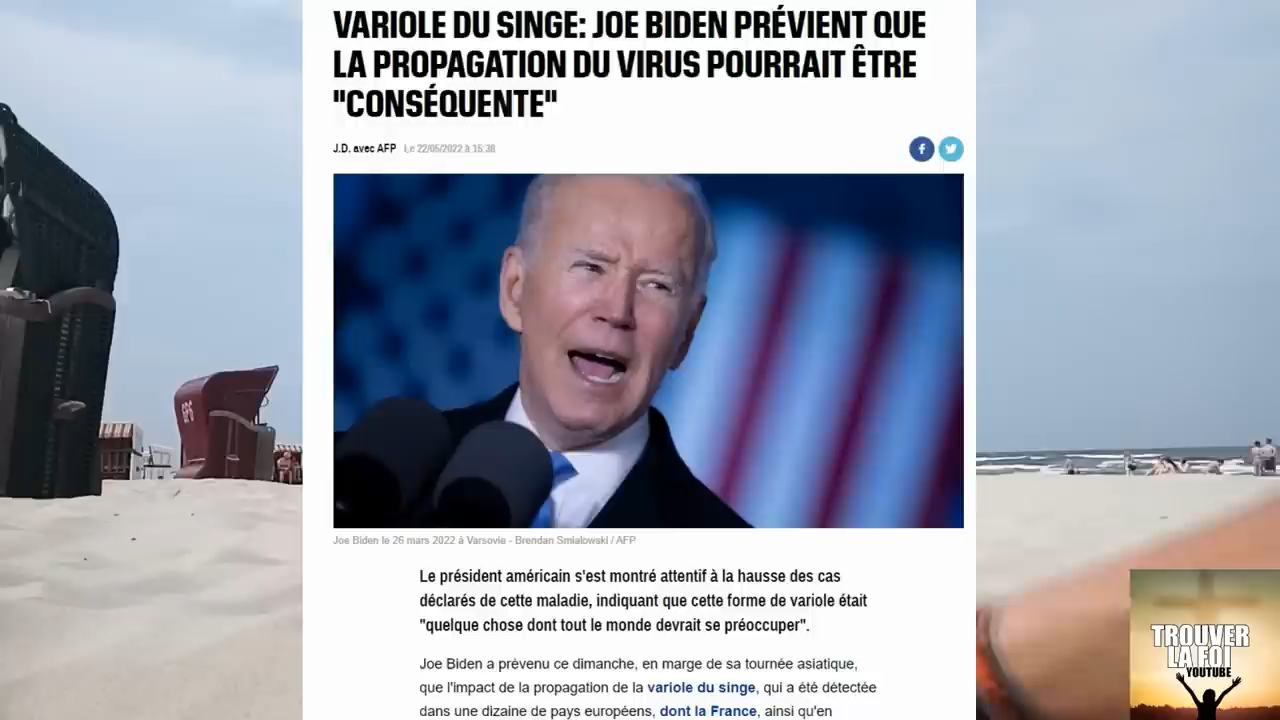 VARIOLE DU SINGE: JOE BIDEN PRÉVIENT QUE
LA PROPAGATION DU VIRUS POURRAIT ÊTRE
"CONSÉQUENTE"
J.D. avec AFP Le 22/05/2022 à 15:38
Joe Biden le 26 mars 2022 à Varsovie - Brendan Smialowski / AFP
Le président américain s'est montré attentif à la hausse des cas
déclarés de cette maladie, indiquant que cette forme de variole était
"quelque chose dont tout le monde devrait se préoccuper".
Joe Biden a prévenu ce dimanche, en marge de sa tournée asiatique,
que l'impact de la propagation de la variole du singe, qui a été détectée
dans une dizaine de pays européens, dont la France, ainsi qu'en
TROUVER
LA FOI
YOUTUBE